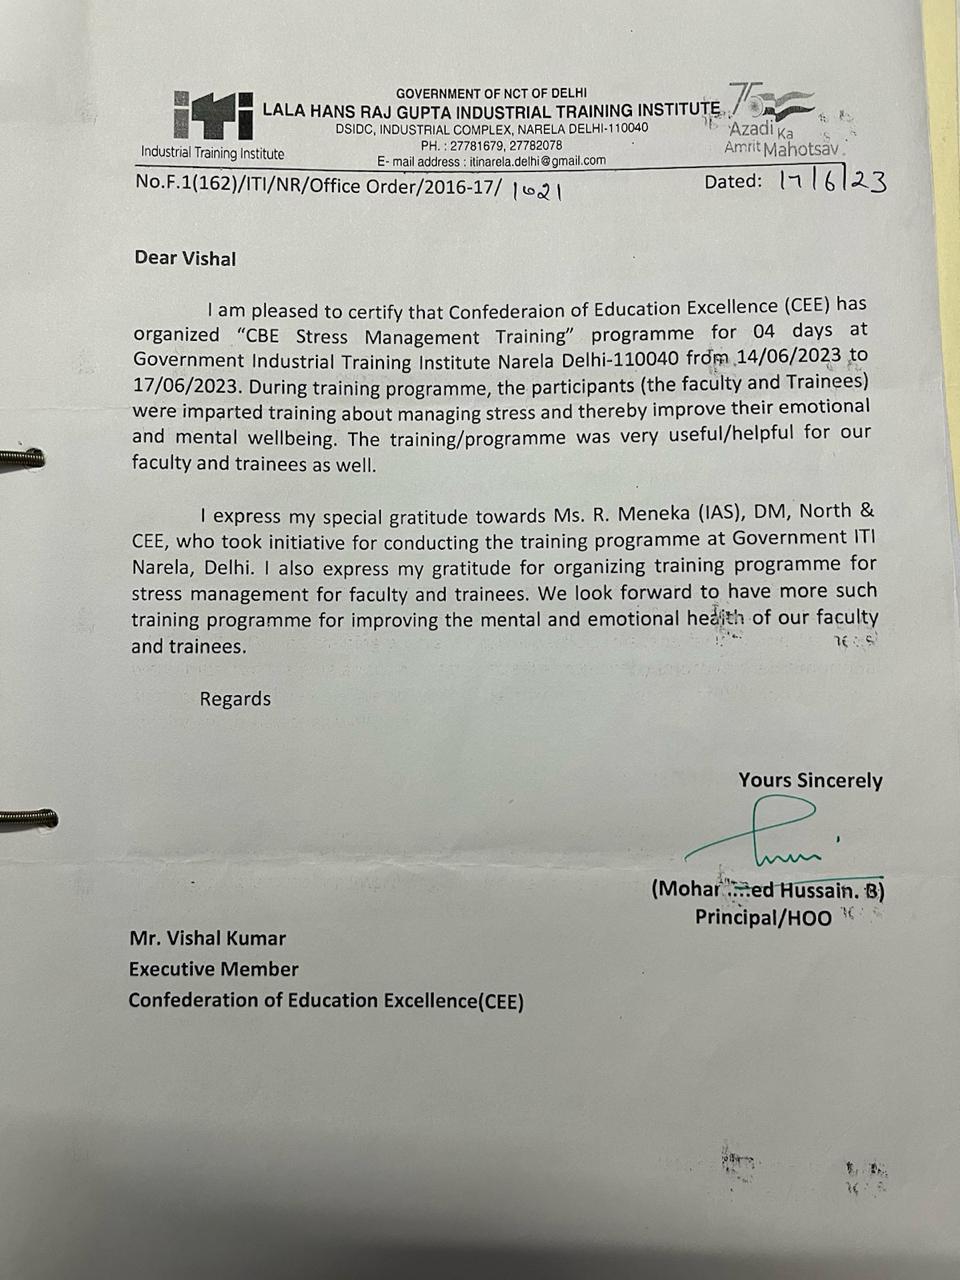 GOVERNMENT OF NCT OF DELHI
iTi LALA HANS RAJ GUPTA INDUSTRIAL TRAINING INSTITUTE
75
DSIDC, INDUSTRIAL COMPLEX, NARELA DELHI-110040
Azadi Ka
PH. : 27781679, 27782078
Industrial Training Institute
Amrit Mahotsav
E- mail address : itinarela.delhi@gmail.com
No.F.1(162)/ITI/NR/Office Order/2016-17/ 1621
Dated: 17/6/23
Dear Vishal
I am pleased to certify that Confederaion of Education Excellence (CEE) has
organized “CBE Stress Management Training” programme for 04 days at
Government Industrial Training Institute Narela Delhi-110040 from 14/06/2023 to
17/06/2023. During training programme, the participants (the faculty and Trainees)
were imparted training about managing stress and thereby improve their emotional
and mental wellbeing. The training/programme was very useful/helpful for our
faculty and trainees as well.
I express my special gratitude towards Ms. R. Meneka (IAS), DM, North &
CEE, who took initiative for conducting the training programme at Government ITI
Narela, Delhi. I also express my gratitude for organizing training programme for
stress management for faculty and trainees. We look forward to have more such
training programme for improving the mental and emotional health of our faculty
and trainees.
Regards
Yours Sincerely
Hussain. B)
Principal/HOO
Mr. Vishal Kumar
Executive Member
Confederation of Education Excellence(CEE)